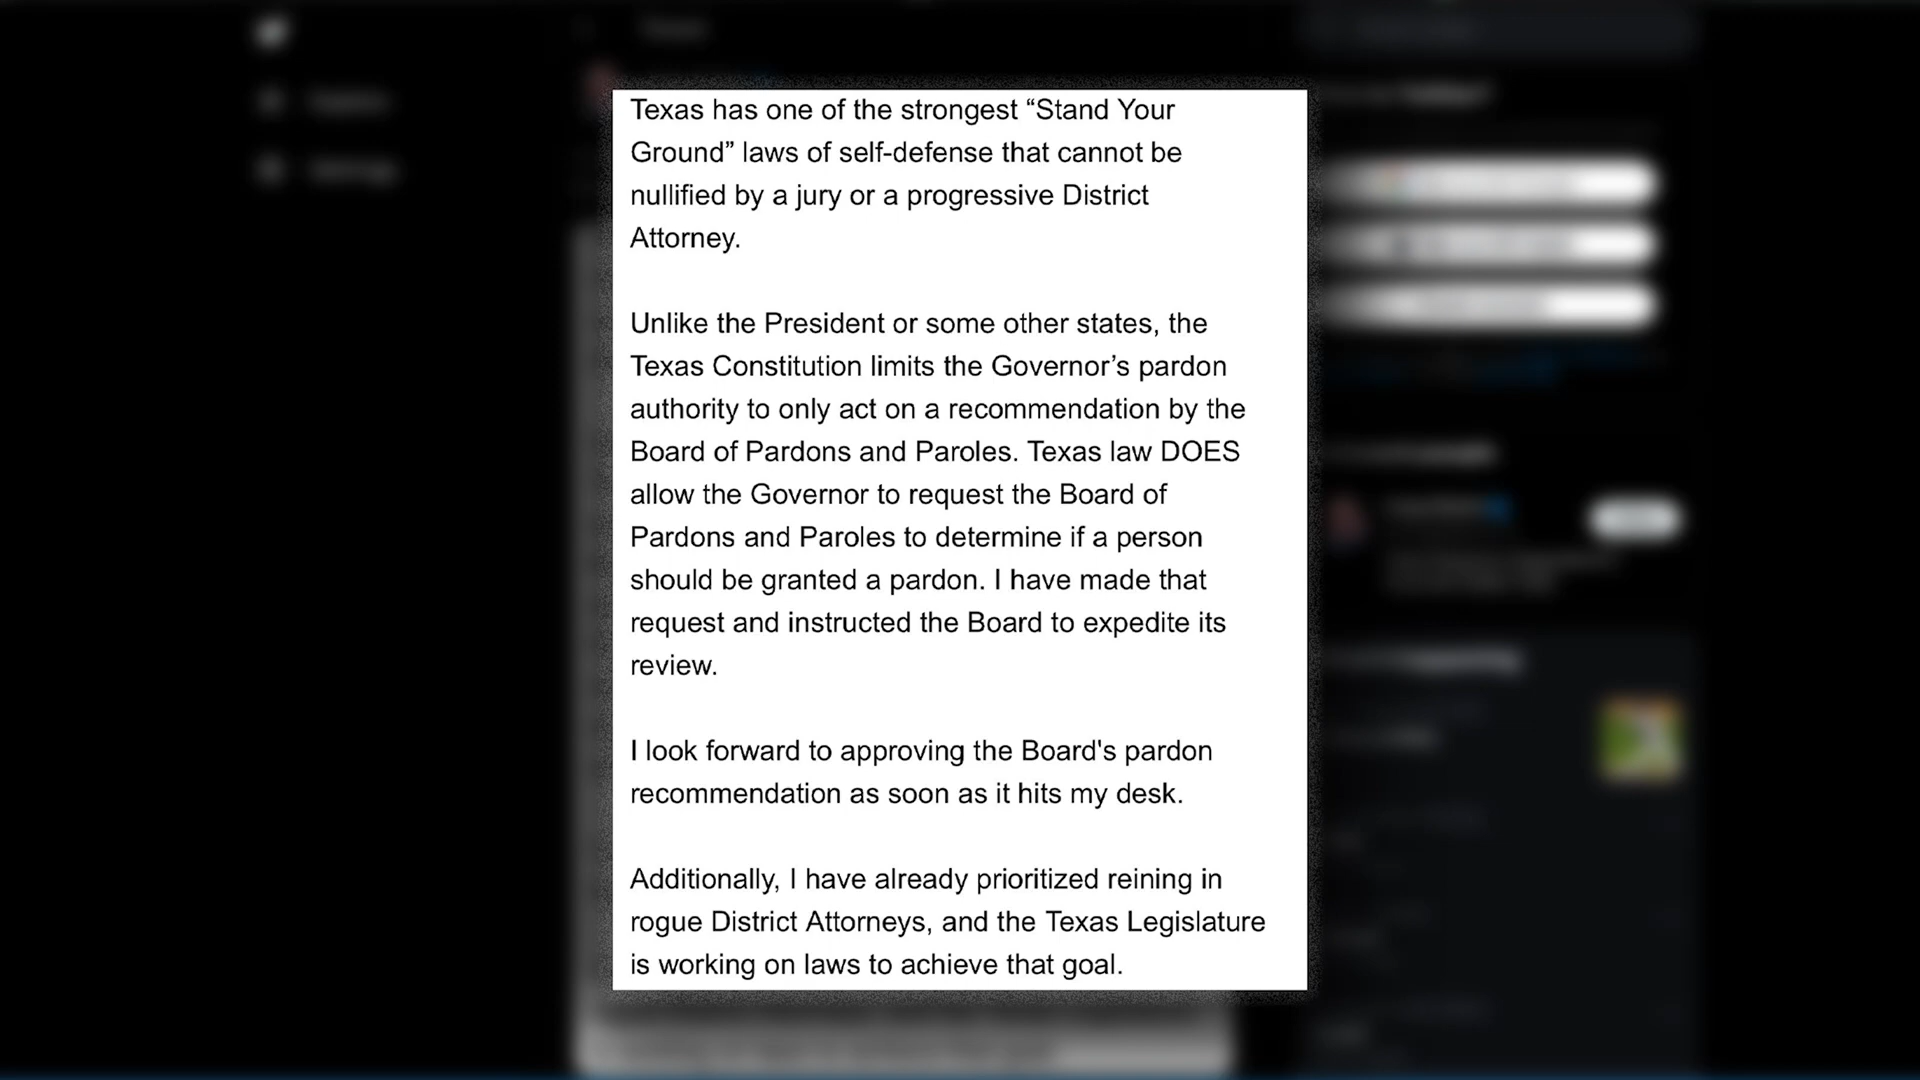 Texas has one of the strongest “Stand Your
Ground” laws of self-defense that cannot be
nullified by a jury or a progressive District
Attorney.
Unlike the President or some other states, the
Texas Constitution limits the Governor’s pardon
authority to only act on a recommendation by the
Board of Pardons and Paroles. Texas law DOES
allow the Governor to request the Board of
Pardons and Paroles to determine if a person
should be granted a pardon. I have made that
request and instructed the Board to expedite its
review.
I look forward to approving the Board's pardon
recommendation as soon as it hits my desk.
Additionally, I have already prioritized reining in
rogue District Attorneys, and the Texas Legislature
is working on laws to achieve that goal.